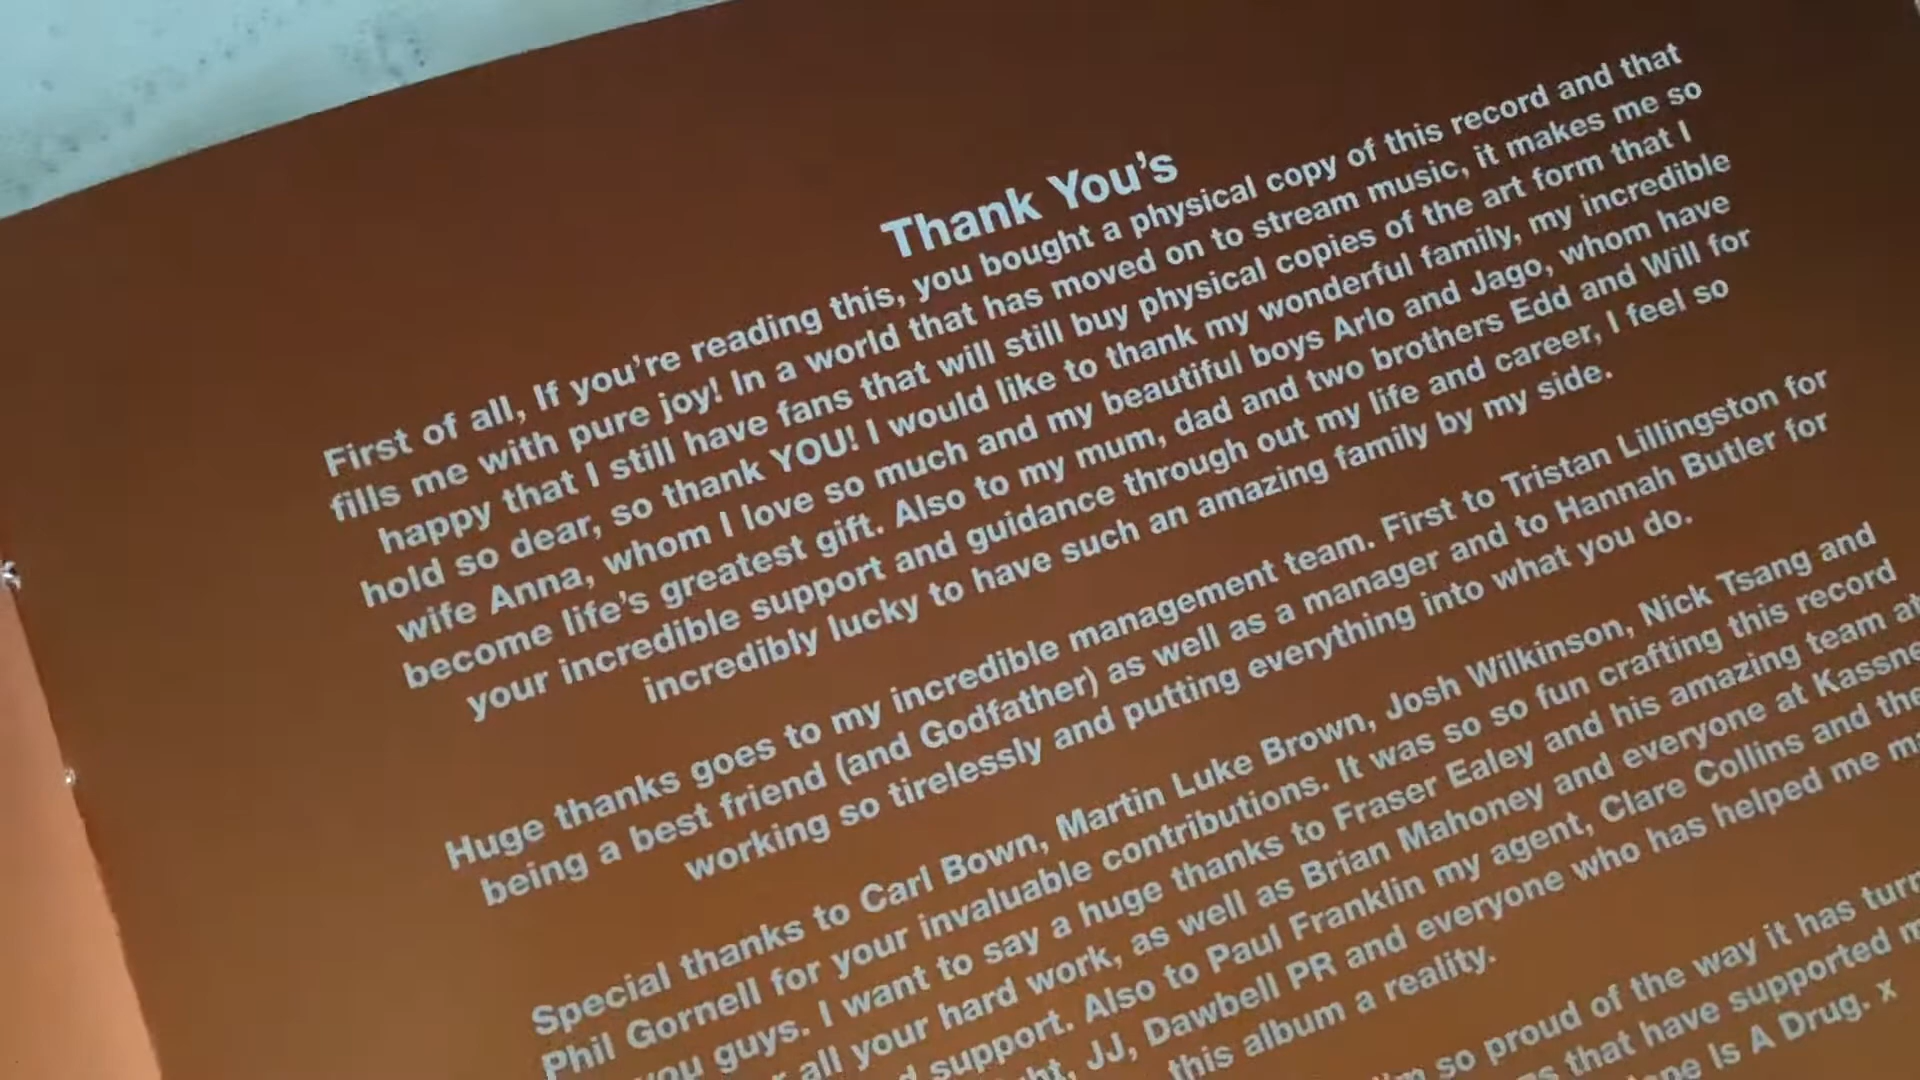 Thank You's
First of all, If you're reading this, you bought a physical copy of this record and that
fills me with pure joy! In a world that has moved on to stream music, it makes me so
happy that I still have fans that will still buy physical copies of the art form that I
hold so dear, so thank YOU! I would like to thank my wonderful family, my incredible
wife Anna, whom I love so much and my beautiful boys Arlo and Jago, whom have
become life's greatest gift. Also to my mum, dad and two brothers Edd and Will for
your incredible support and guidance through out my life and career, I feel so
incredibly lucky to have such an amazing family by my side.
Huge thanks goes to my incredible management team. First to Tristan Lillingston for
being a best friend (and Godfather) as well as a manager and to Hannah Butler for
working so tirelessly and putting everything into what you do.
Special thanks to Carl Bown, Martin Luke Brown, Josh Wilkinson, Nick Tsang and
Phil Gornell for your invaluable contributions. It was so so fun crafting this record
you guys. I want to say a huge thanks to Fraser Ealey and his amazing team at
all your hard work, as well as Brian Mahoney and everyone at
support. Also to Paul Franklin my agent, Clare Collins and the
JJ, Dawbell PR and everyone who has helped me
this album a reality.
I'm so proud of the way it has
that have supported
Is A Drug. x